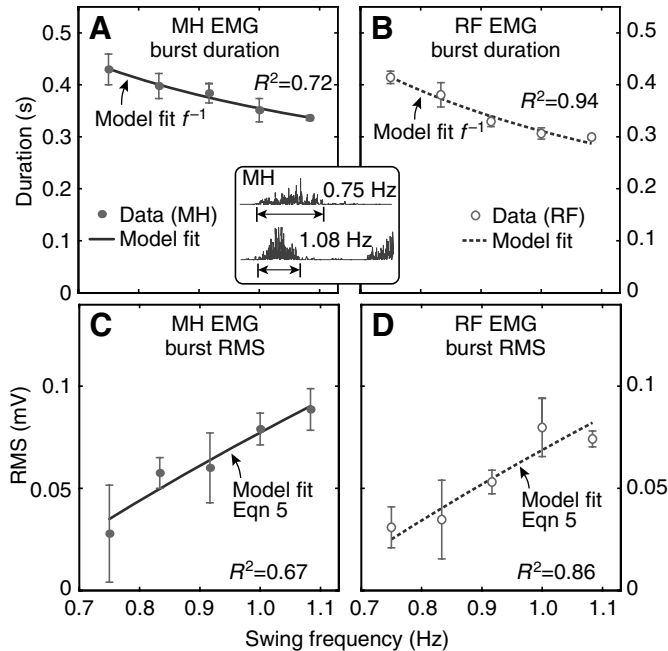 A
MH EMG
burst duration
R²=0.72
Model fit f⁻¹
Data (MH)
Model fit
0.5
0.4
0.3
0.2
0.1
0
Duration (s)
B
RF EMG
burst duration
R²=0.94
Model fit f⁻¹
Data (RF)
Model fit
0.5
0.4
0.3
0.2
0.1
0
MH
0.75 Hz
1.08 Hz
C
MH EMG
burst RMS
Model fit
Eqn 5
R²=0.67
0.1
0.05
0
RMS (mV)
0.7 0.8 0.9 1.0 1.1
D
RF EMG
burst RMS
Model fit
Eqn 5
R²=0.86
0.1
0.05
0
0.7 0.8 0.9 1.0 1.1
Swing frequency (Hz)